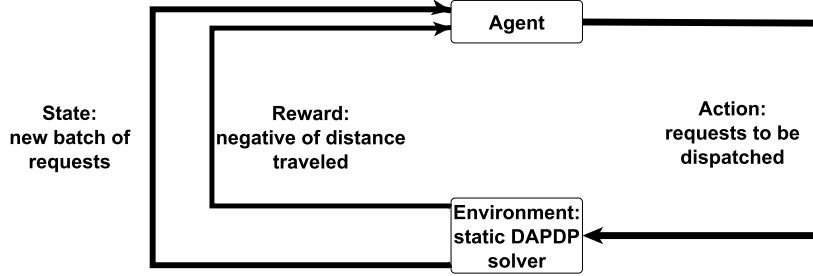 Agent
State:
new batch of
requests
Reward:
negative of distance
traveled
Action:
requests to be
dispatched
Environment:
static DAPDP
solver